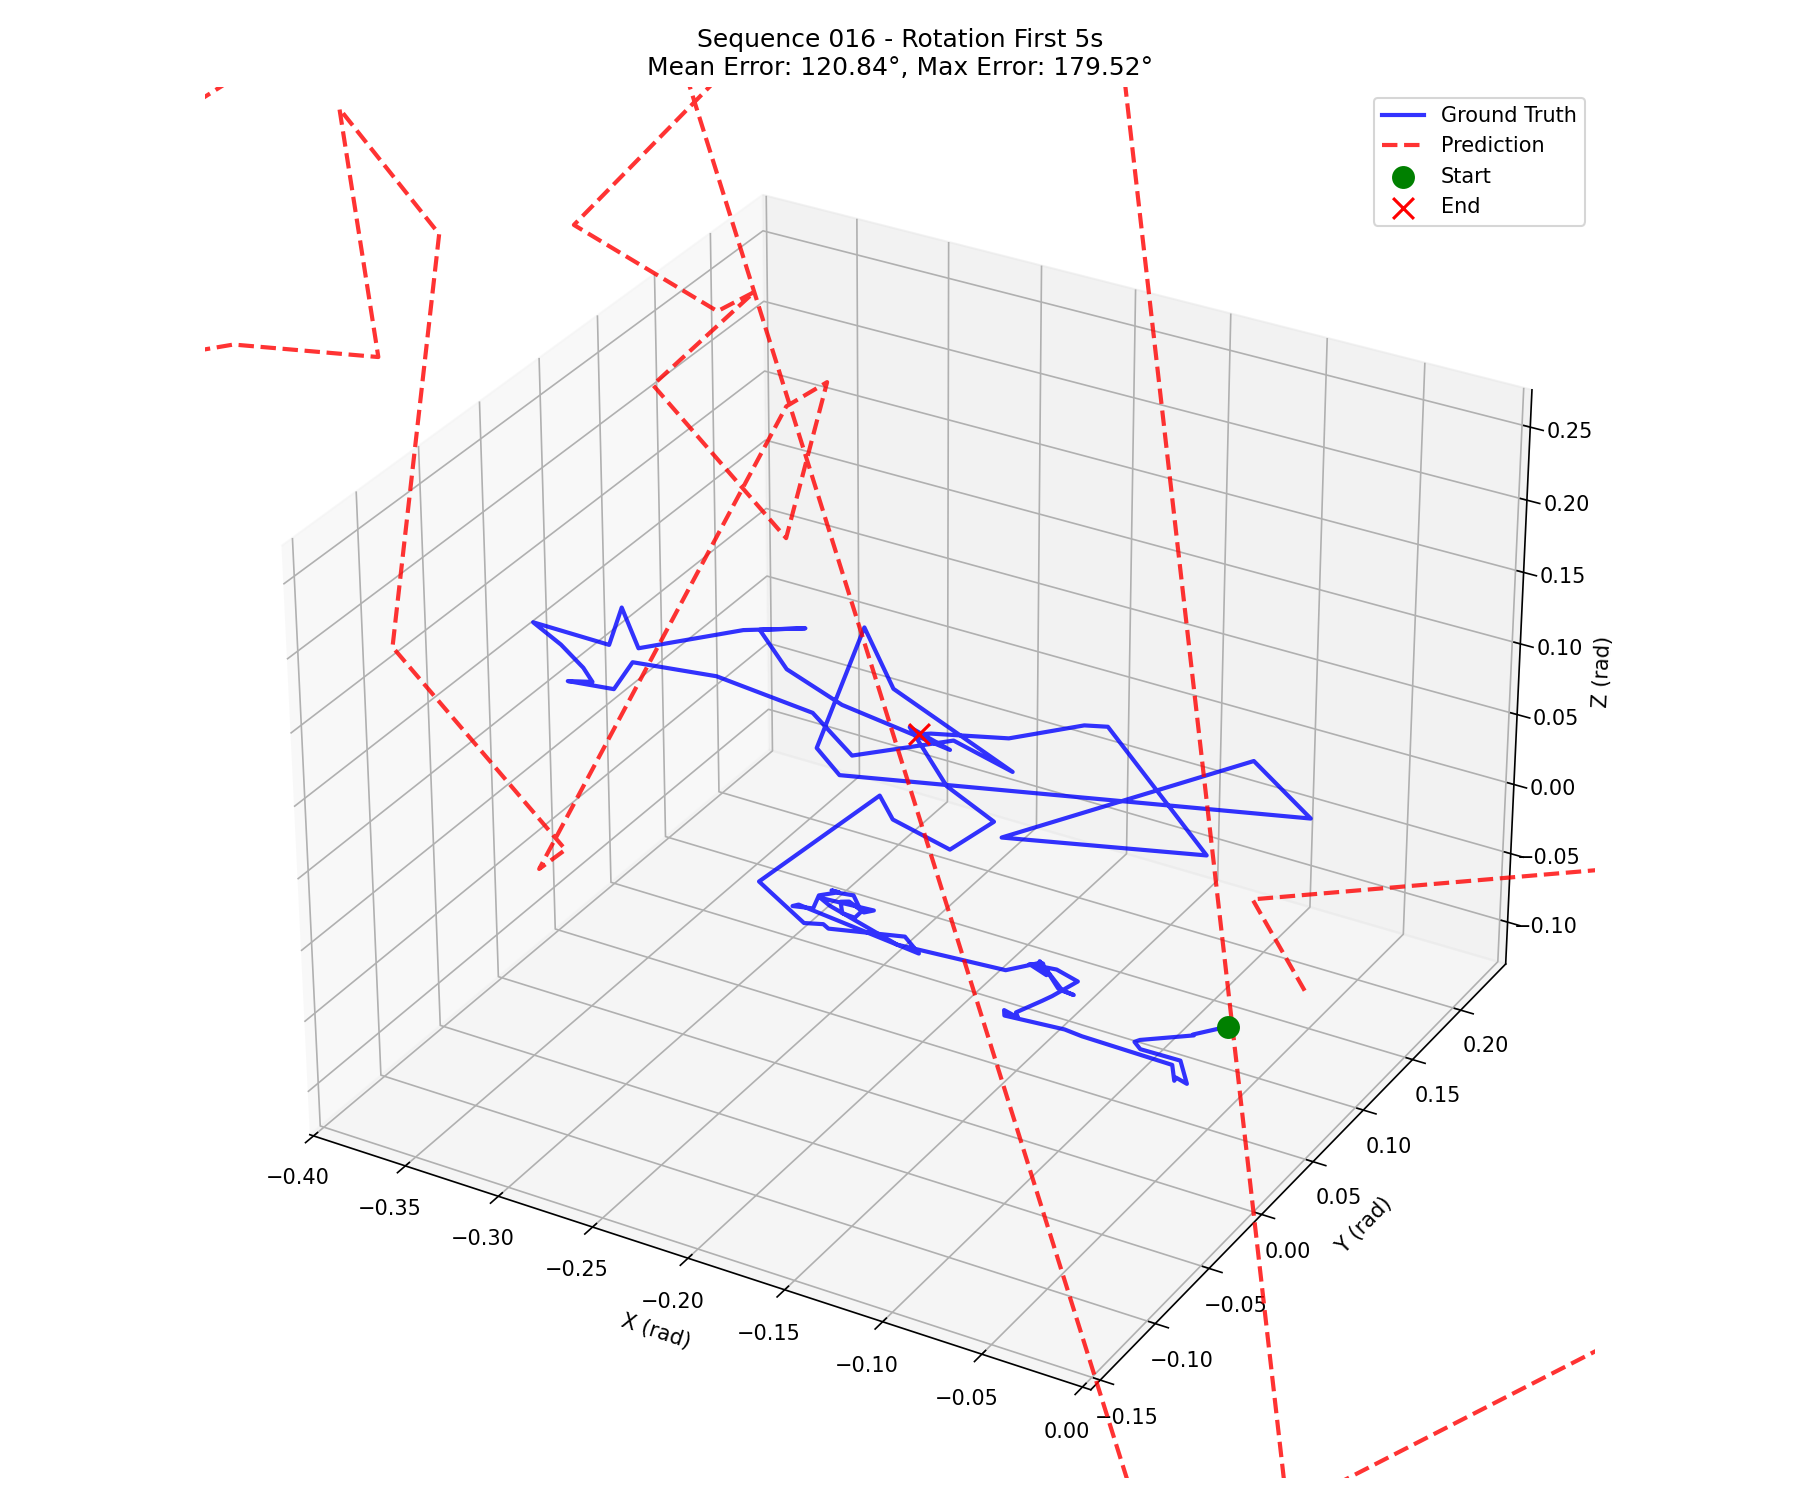 Sequence 016 - Rotation First 5s
Mean Error: 120.84°, Max Error: 179.52°
Ground Truth
Prediction
Start
End
0.25
0.20
0.15
0.10
0.05
0.00
−0.05
−0.10
Z (rad)
0.20
0.15
0.10
0.05
0.00
−0.05
−0.10
−0.15
Y (rad)
−0.40
−0.35
−0.30
−0.25
−0.20
−0.15
−0.10
−0.05
0.00
X (rad)